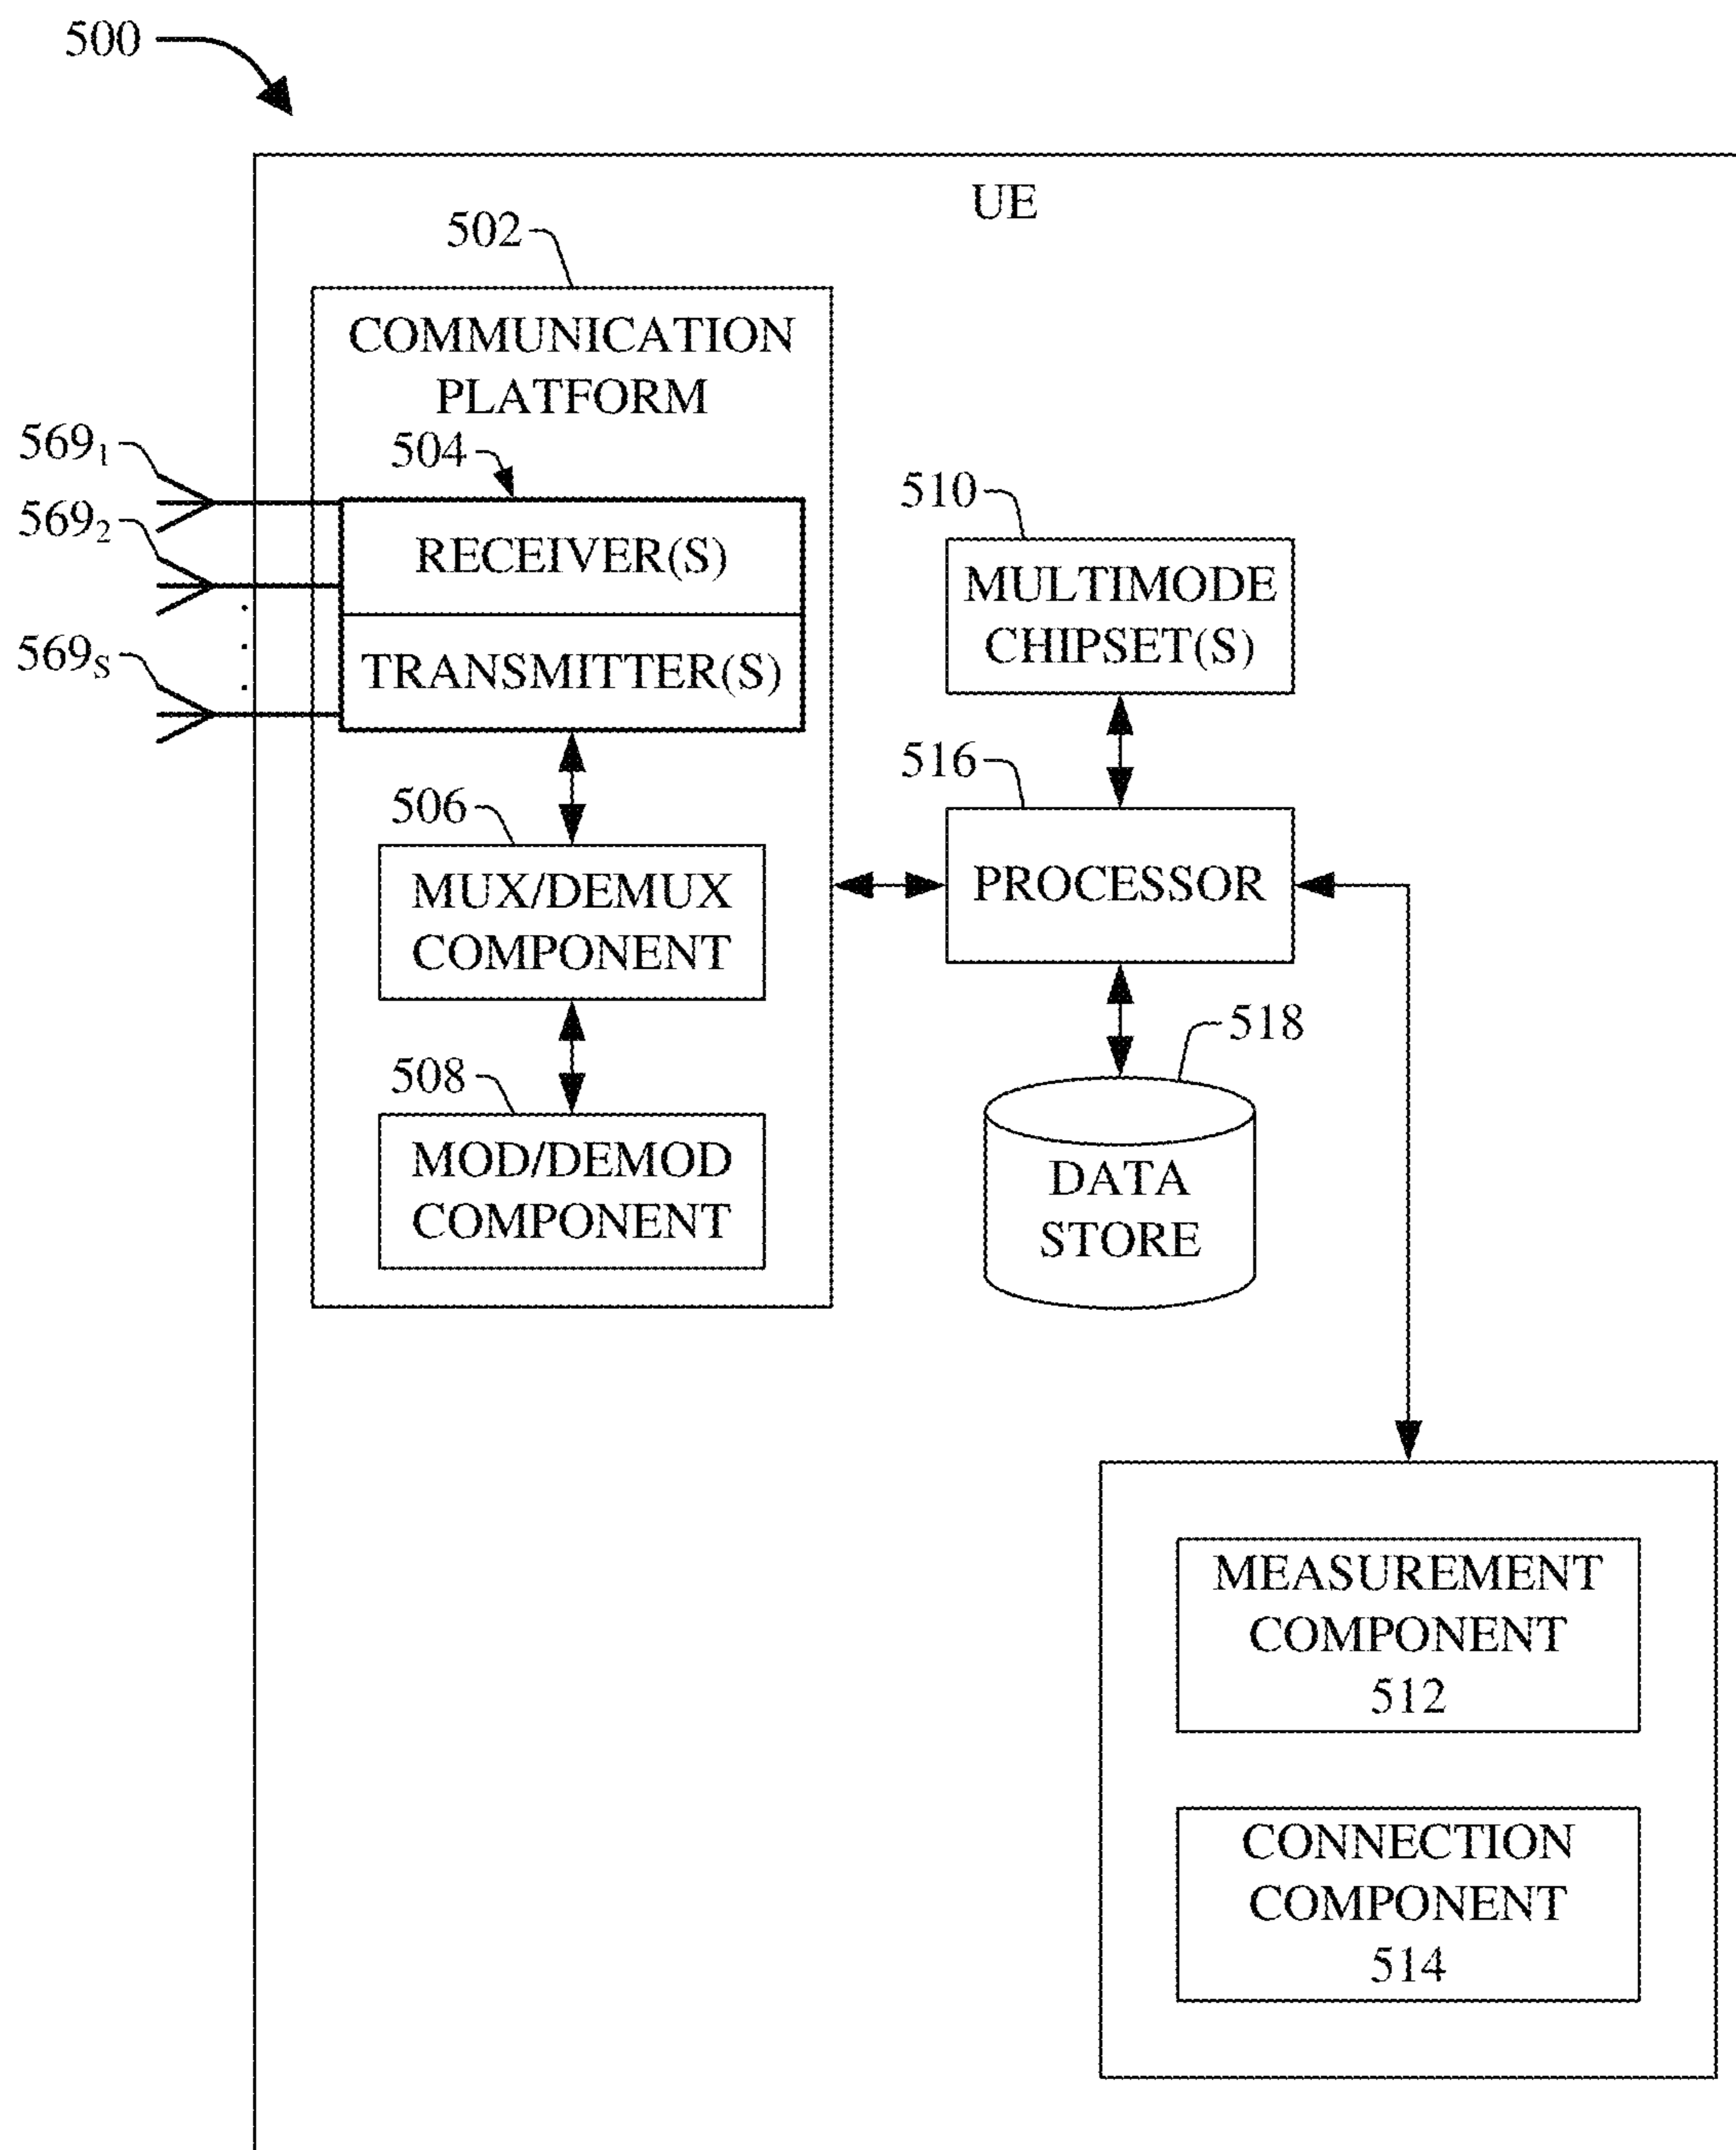 500
UE
502
COMMUNICATION
PLATFORM
504
569₁
569₂
569ₛ
RECEIVER(S)
TRANSMITTER(S)
506
MUX/DEMUX
COMPONENT
508
MOD/DEMOD
COMPONENT
510
MULTIMODE
CHIPSET(S)
516
PROCESSOR
518
DATA
STORE
MEASUREMENT
COMPONENT
512
CONNECTION
COMPONENT
514